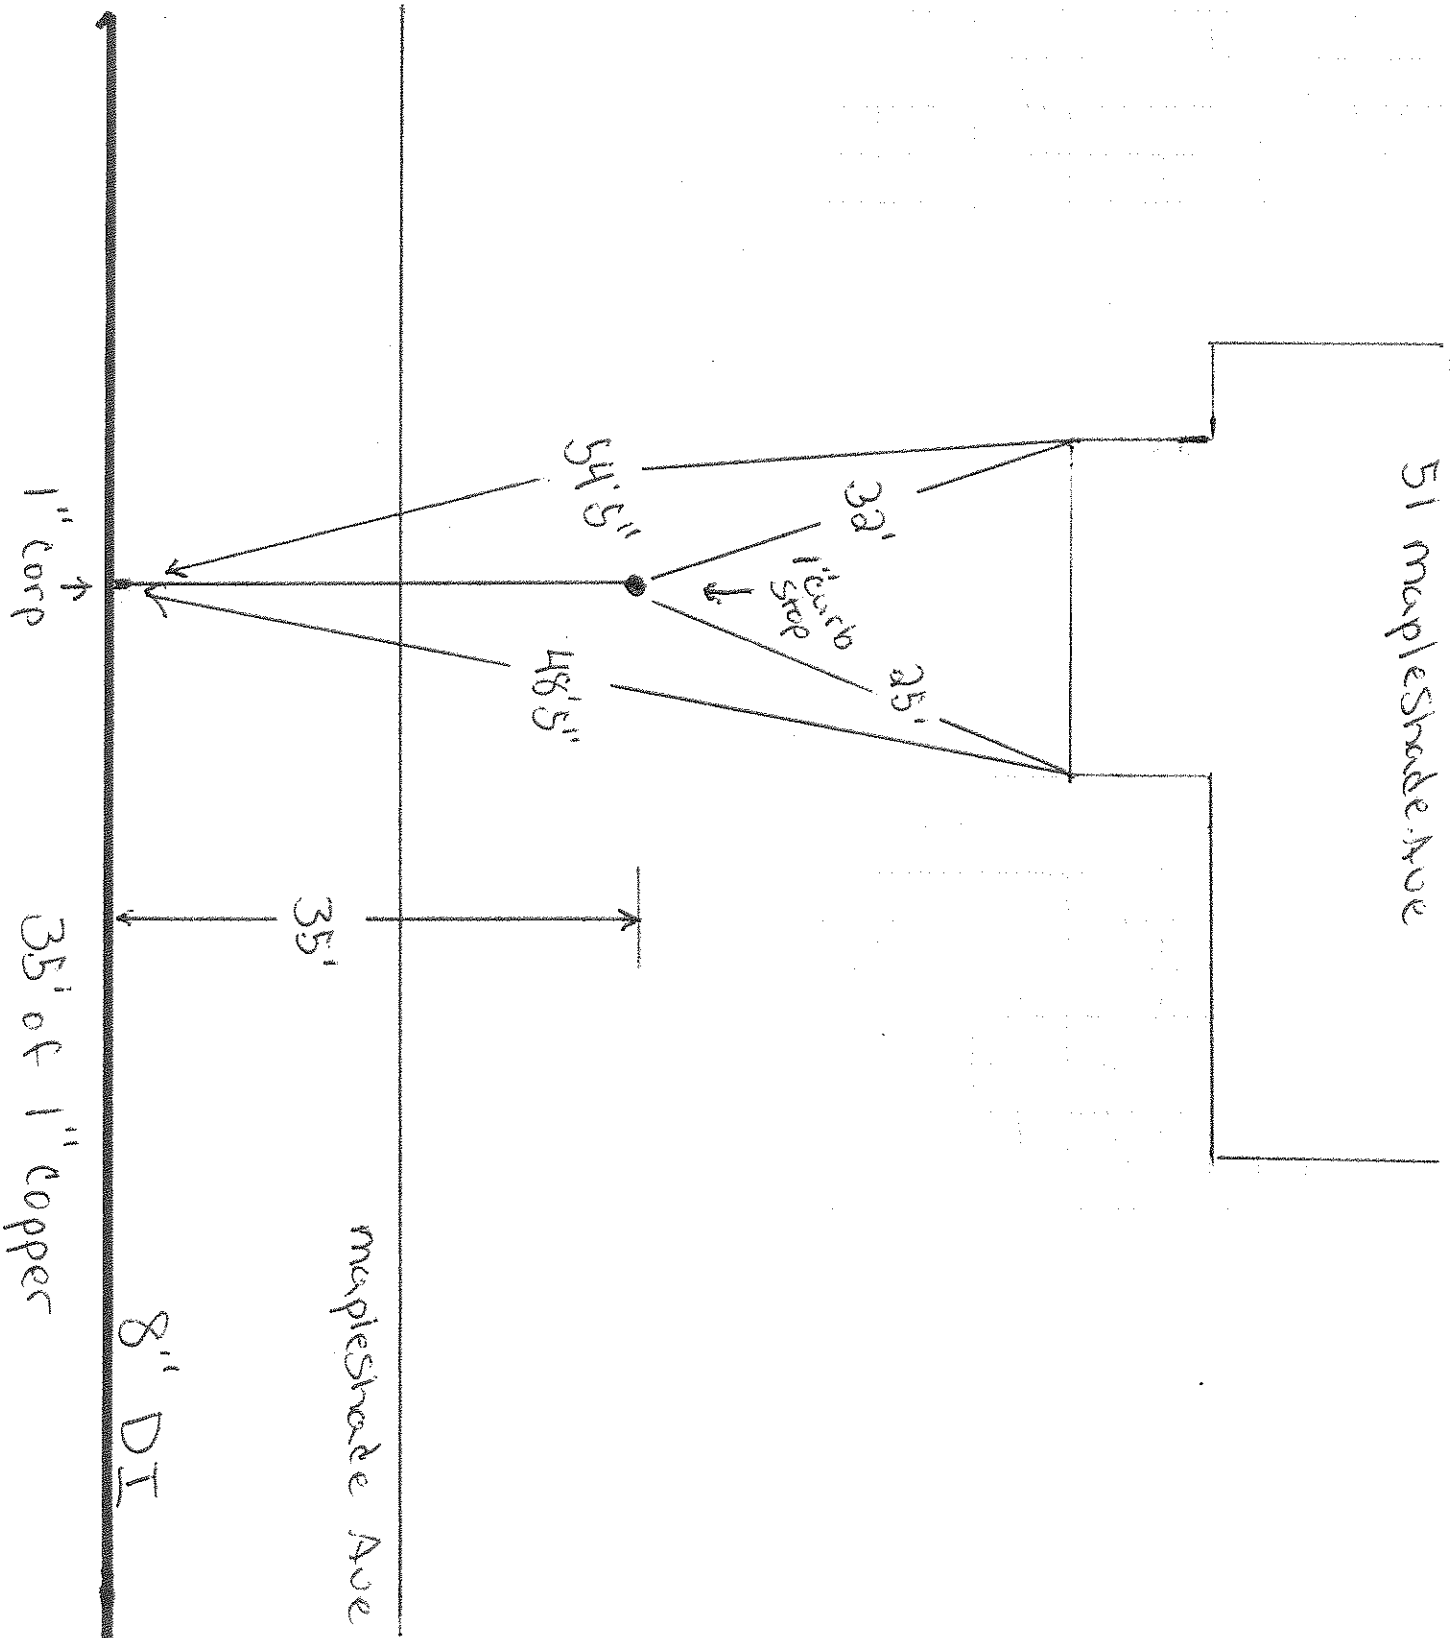 51 mapleshade Ave
32'
25'
1" curb
stop
54'5"
48'5"
35'
mapleshade Ave
8" DI
1" corp
35' of 1" copper